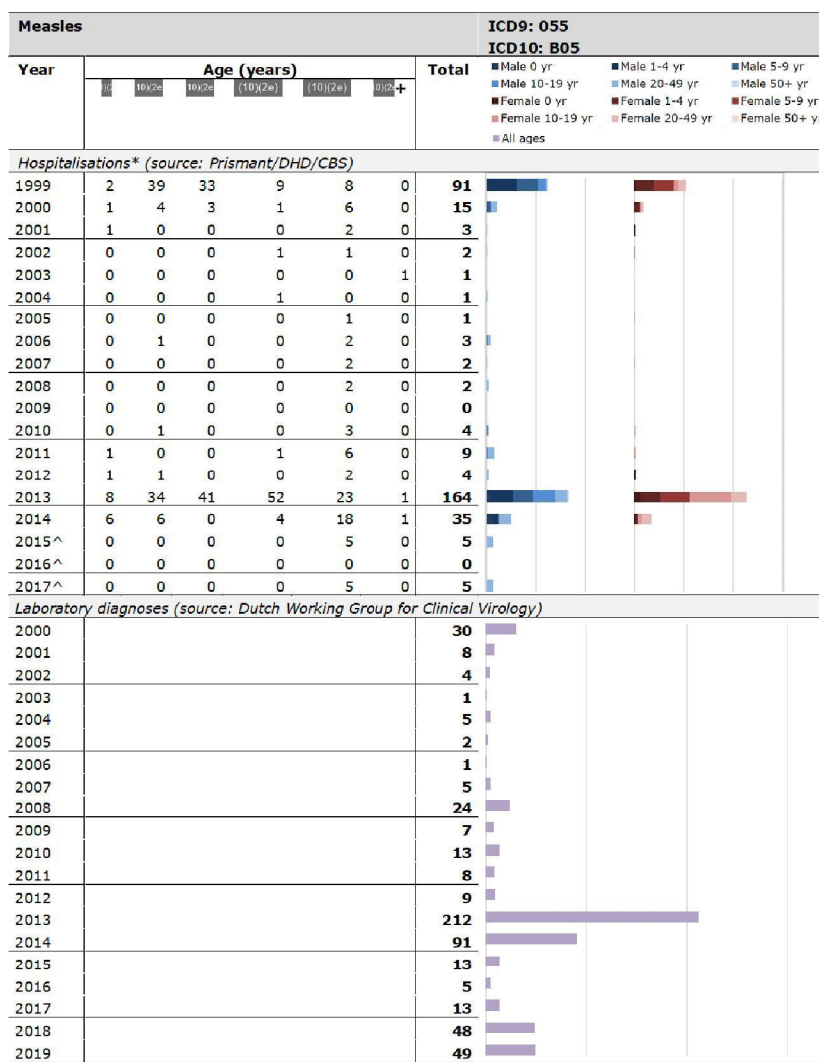 Measles ICD9: 055
ICD10: B05
Year Age (years) Total
(10)(2e (10)(2e (10)(2e) (10)(2e) +
Male 0 yr Male 1-4 yr Male 5-9 yr
Male 10-19 yr Male 20-49 yr Male 50+ yr
Female 0 yr Female 1-4 yr Female 5-9 yr
Female 10-19 yr Female 20-49 yr Female 50+ yr
All ages
Hospitalisations* (source: Prismant/DHD/CBS)
1999 2 39 33 9 8 0 91
2000 1 4 3 1 6 0 15
2001 1 0 0 0 2 0 3
2002 0 0 0 1 1 0 2
2003 0 0 0 0 0 1 1
2004 0 0 0 1 0 0 1
2005 0 0 0 0 1 0 1
2006 0 1 0 0 2 0 3
2007 0 0 0 0 2 0 2
2008 0 0 0 0 2 0 2
2009 0 0 0 0 0 0 0
2010 0 1 0 0 3 0 4
2011 1 0 0 1 6 0 9
2012 1 1 0 0 2 0 4
2013 8 34 41 52 23 1 164
2014 6 6 0 4 18 1 35
2015^ 0 0 0 0 5 0 5
2016^ 0 0 0 0 0 0 0
2017^ 0 0 0 0 5 0 5
Laboratory diagnoses (source: Dutch Working Group for Clinical Virology)
2000 30
2001 8
2002 4
2003 1
2004 5
2005 2
2006 1
2007 5
2008 24
2009 7
2010 13
2011 8
2012 9
2013 212
2014 91
2015 13
2016 5
2017 13
2018 48
2019 49